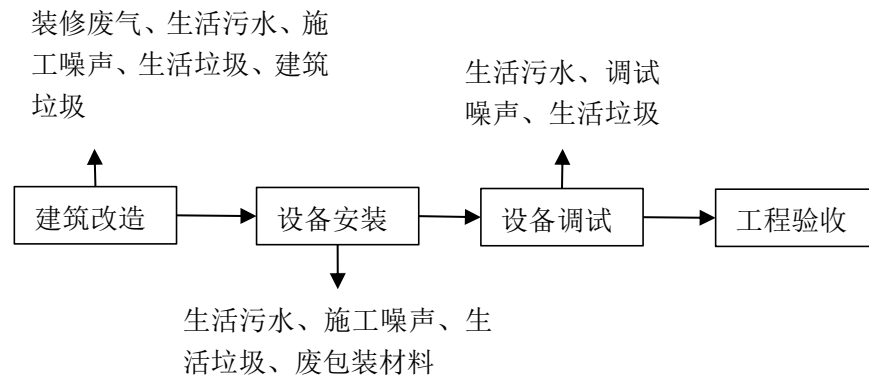 装修废气、生活污水、施
工噪声、生活垃圾、建筑
垃圾
生活污水、调试
噪声、生活垃圾
建筑改造
设备安装
设备调试
工程验收
生活污水、施工噪声、生
活垃圾、废包装材料